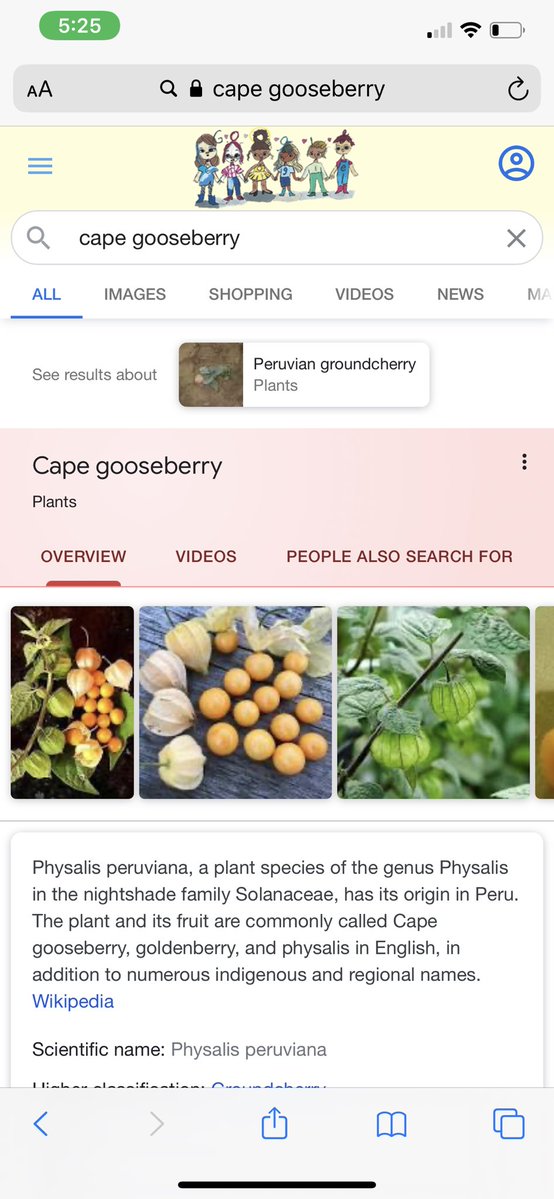 5:25
AA cape gooseberry
cape gooseberry
ALL IMAGES SHOPPING VIDEOS NEWS MA
See results about
Peruvian groundcherry
Plants
Cape gooseberry
Plants
OVERVIEW VIDEOS PEOPLE ALSO SEARCH FOR
Physalis peruviana, a plant species of the genus Physalis
in the nightshade family Solanaceae, has its origin in Peru.
The plant and its fruit are commonly called Cape
gooseberry, goldenberry, and physalis in English, in
addition to numerous indigenous and regional names.
Wikipedia
Scientific name: Physalis peruviana
Higher classification: Groundcherry